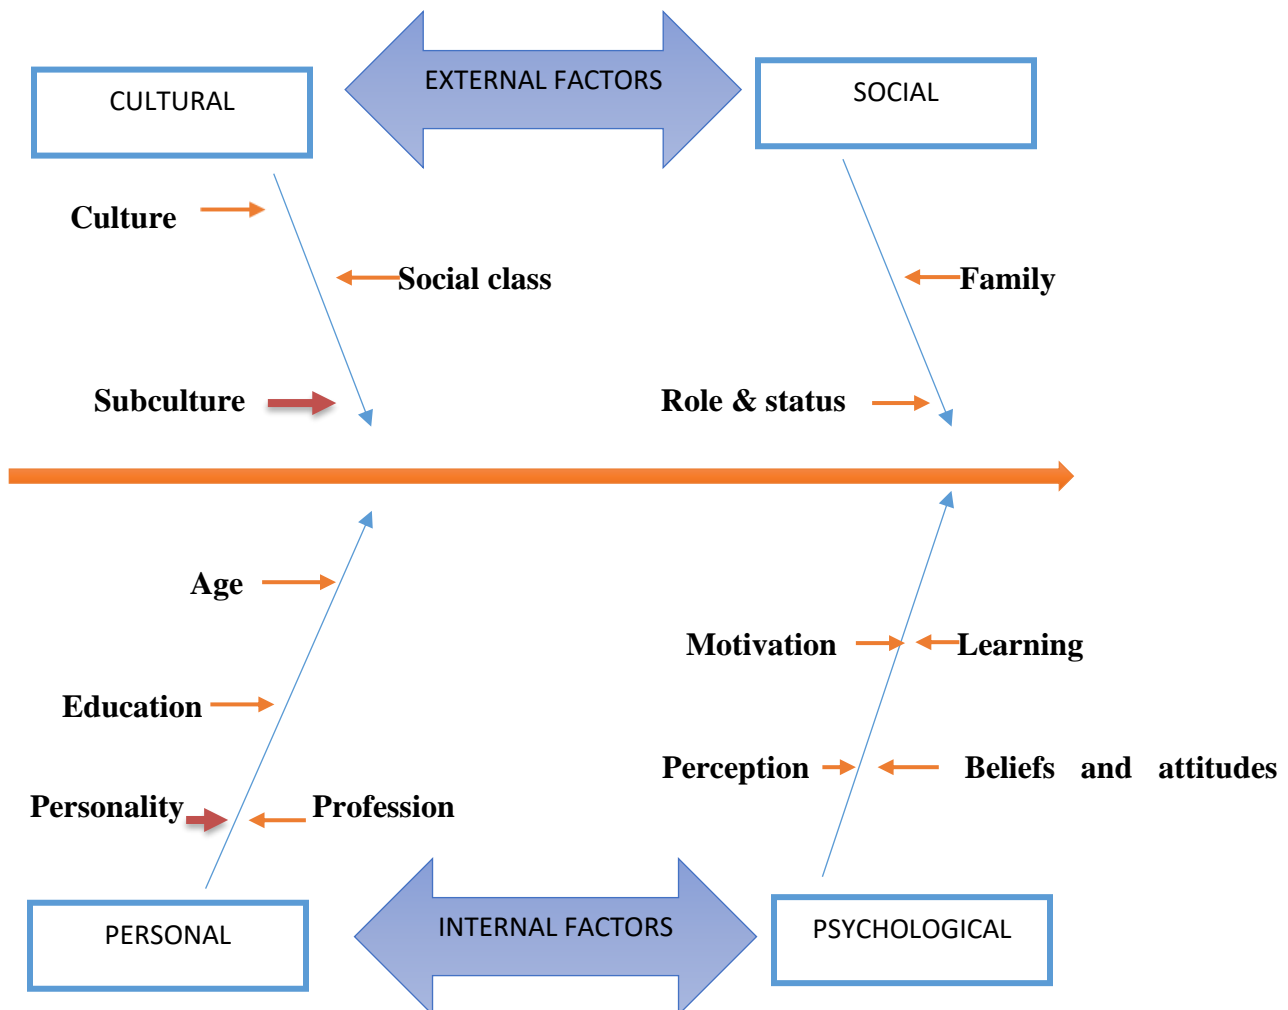 CULTURAL
EXTERNAL FACTORS
SOCIAL
Culture
Social class
Family
Subculture
Role & status
Age
Motivation
Learning
Education
Perception
Beliefs and attitudes
Personality
Profession
PERSONAL
INTERNAL FACTORS
PSYCHOLOGICAL